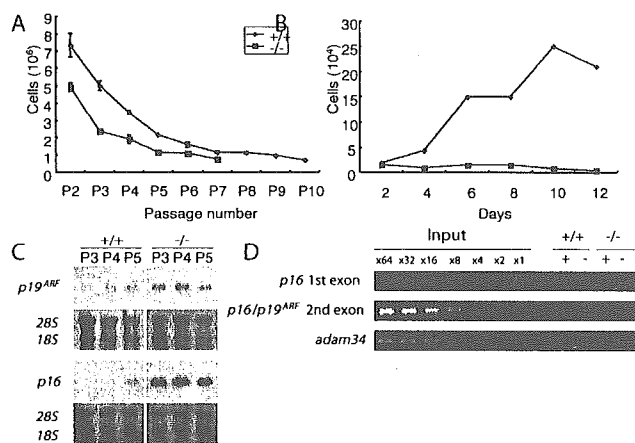 A
Cells (10⁶)
9
8
7
6
5
4
3
2
1
0
P2 P3 P4 P5 P6 P7 P8 P9 P10
Passage number
+/+
-/-
B
Cells (10⁴)
30
25
20
15
10
5
0
2 4 6 8 10 12
Days
C
+/+ -/-
P3 P4 P5 P3 P4 P5
p19ᴬᴿᶠ
28S
18S
p16
28S
18S
D
Input +/+ -/-
x64 x32 x16 x8 x4 x2 x1 + - + -
p16 1st exon
p16/p19ᴬᴿᶠ 2nd exon
adam34